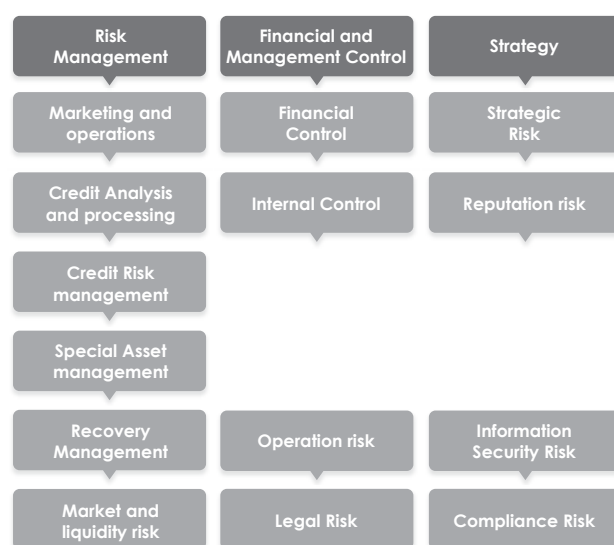 Risk
Management
Financial and
Management Control
Strategy
Marketing and
operations
Financial
Control
Strategic
Risk
Credit Analysis
and processing
Internal Control
Reputation risk
Credit Risk
management
Special Asset
management
Recovery
Management
Operation risk
Information
Security Risk
Market and
liquidity risk
Legal Risk
Compliance Risk